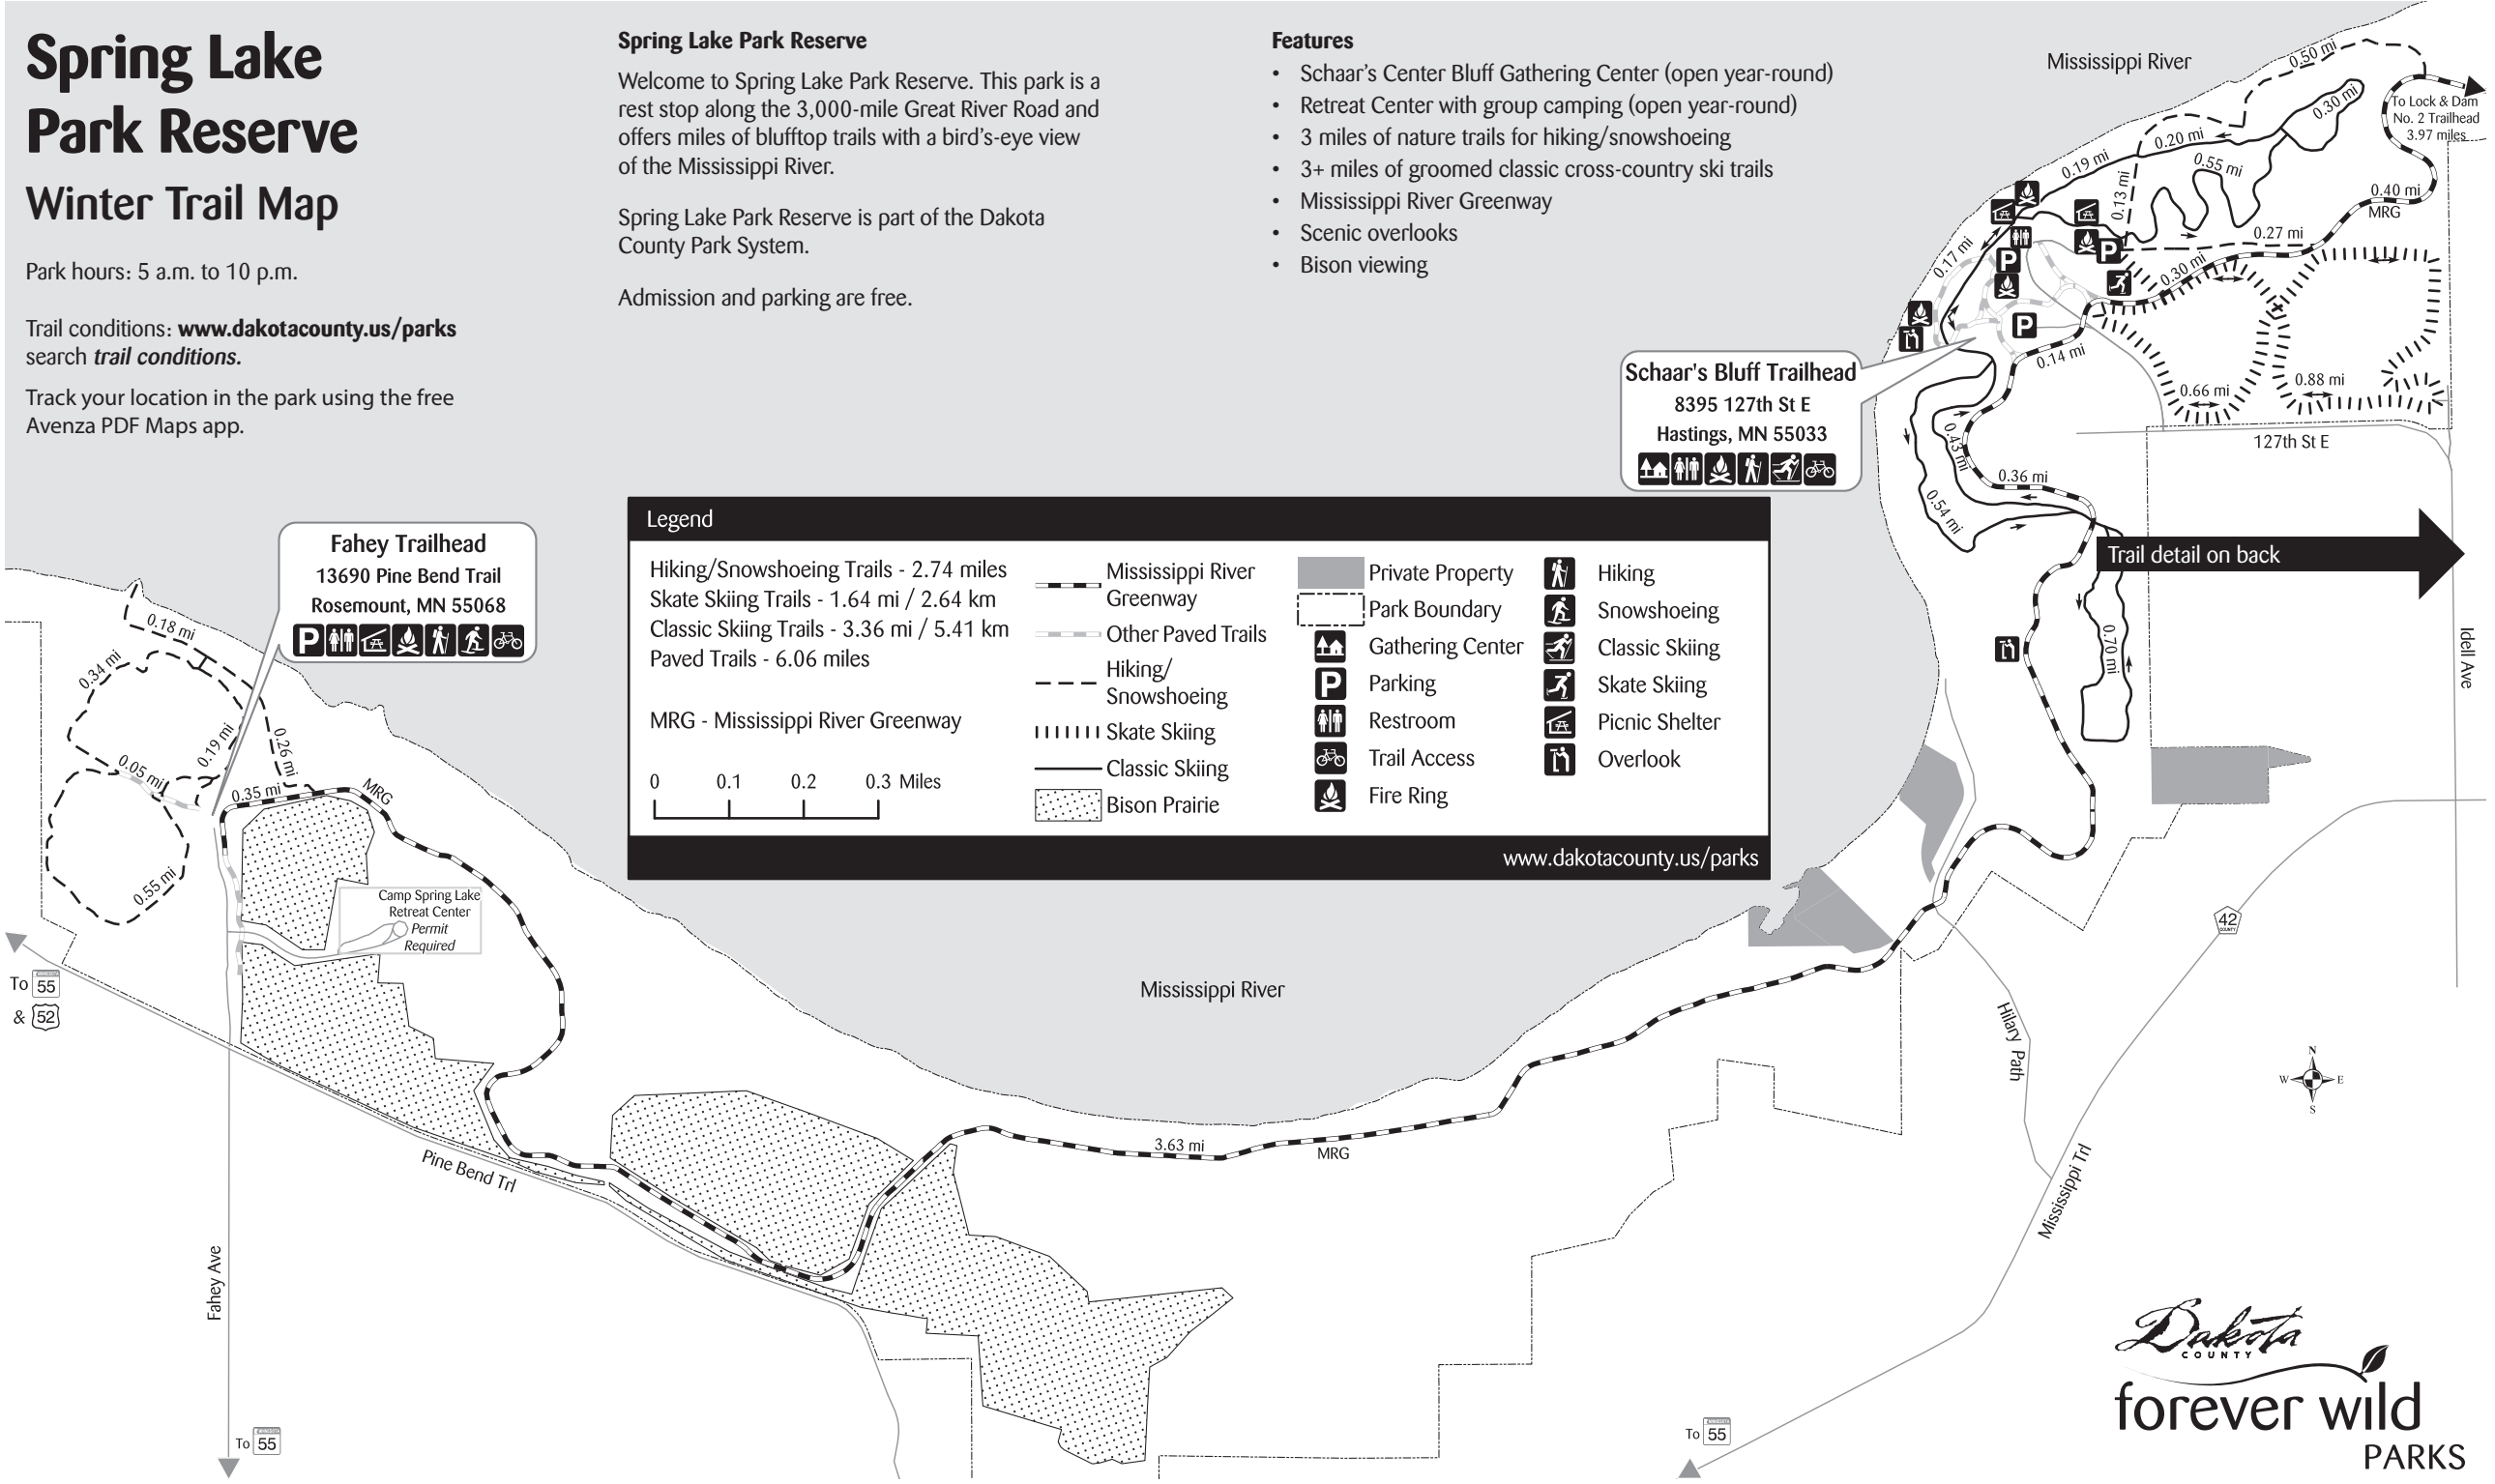 Spring Lake
Park Reserve
Winter Trail Map
Park hours: 5 a.m. to 10 p.m.
Trail conditions: www.dakotacounty.us/parks
search trail conditions.
Track your location in the park using the free
Avenza PDF Maps app.
Spring Lake Park Reserve
Welcome to Spring Lake Park Reserve. This park is a
rest stop along the 3,000-mile Great River Road and
offers miles of blufftop trails with a bird's-eye view
of the Mississippi River.
Spring Lake Park Reserve is part of the Dakota
County Park System.
Admission and parking are free.
Features
• Schaar's Center Bluff Gathering Center (open year-round)
• Retreat Center with group camping (open year-round)
• 3 miles of nature trails for hiking/snowshoeing
• 3+ miles of groomed classic cross-country ski trails
• Mississippi River Greenway
• Scenic overlooks
• Bison viewing
Mississippi River
0.50 mi
0.30 mi
To Lock & Dam
No. 2 Trailhead
3.97 miles
0.20 mi
0.19 mi
0.55 mi
0.13 mi
0.40 mi
MRG
0.27 mi
0.17 mi
P
P
0.30 mi
P
0.14 mi
0.66 mi
0.88 mi
127th St E
Schaar's Bluff Trailhead
8395 127th St E
Hastings, MN 55033
0.43 mi
0.36 mi
0.54 mi
Trail detail on back
0.70 mi
Idell Ave
Fahey Trailhead
13690 Pine Bend Trail
Rosemount, MN 55068
P
0.18 mi
0.34 mi
0.19 mi
0.26 mi
0.05 mi
0.35 mi
MRG
0.55 mi
Camp Spring Lake
Retreat Center
Permit
Required
To 55
& 52
Legend
Hiking/Snowshoeing Trails - 2.74 miles
Skate Skiing Trails - 1.64 mi / 2.64 km
Classic Skiing Trails - 3.36 mi / 5.41 km
Paved Trails - 6.06 miles
MRG - Mississippi River Greenway
0 0.1 0.2 0.3 Miles
Mississippi River
Greenway
Other Paved Trails
Hiking/
Snowshoeing
Skate Skiing
Classic Skiing
Bison Prairie
Private Property
Park Boundary
Gathering Center
P Parking
Restroom
Trail Access
Fire Ring
Hiking
Snowshoeing
Classic Skiing
Skate Skiing
Picnic Shelter
Overlook
www.dakotacounty.us/parks
Mississippi River
42
COUNTY
Hilary Path
N
W E
S
3.63 mi
MRG
Pine Bend Trl
Mississippi Trl
Fahey Ave
To 55
To 55
Dakota
COUNTY
forever wild
PARKS